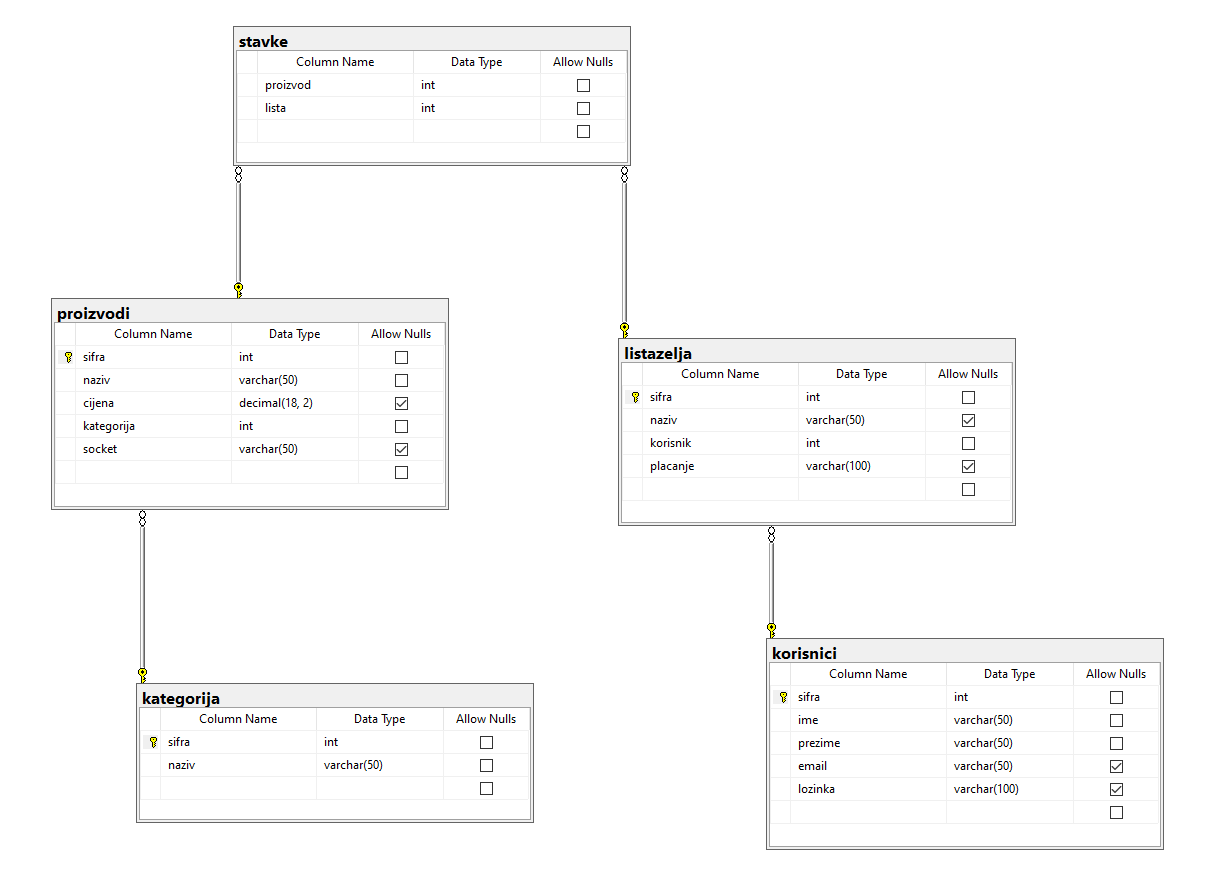 stavke
Column Name Data Type Allow Nulls
proizvod int
lista int
proizvodi
Column Name Data Type Allow Nulls
sifra int
naziv varchar(50)
cijena decimal(18, 2)
kategorija int
socket varchar(50)
listazelja
Column Name Data Type Allow Nulls
sifra int
naziv varchar(50)
korisnik int
placanje varchar(100)
kategorija
Column Name Data Type Allow Nulls
sifra int
naziv varchar(50)
korisnici
Column Name Data Type Allow Nulls
sifra int
ime varchar(50)
prezime varchar(50)
email varchar(50)
lozinka varchar(100)